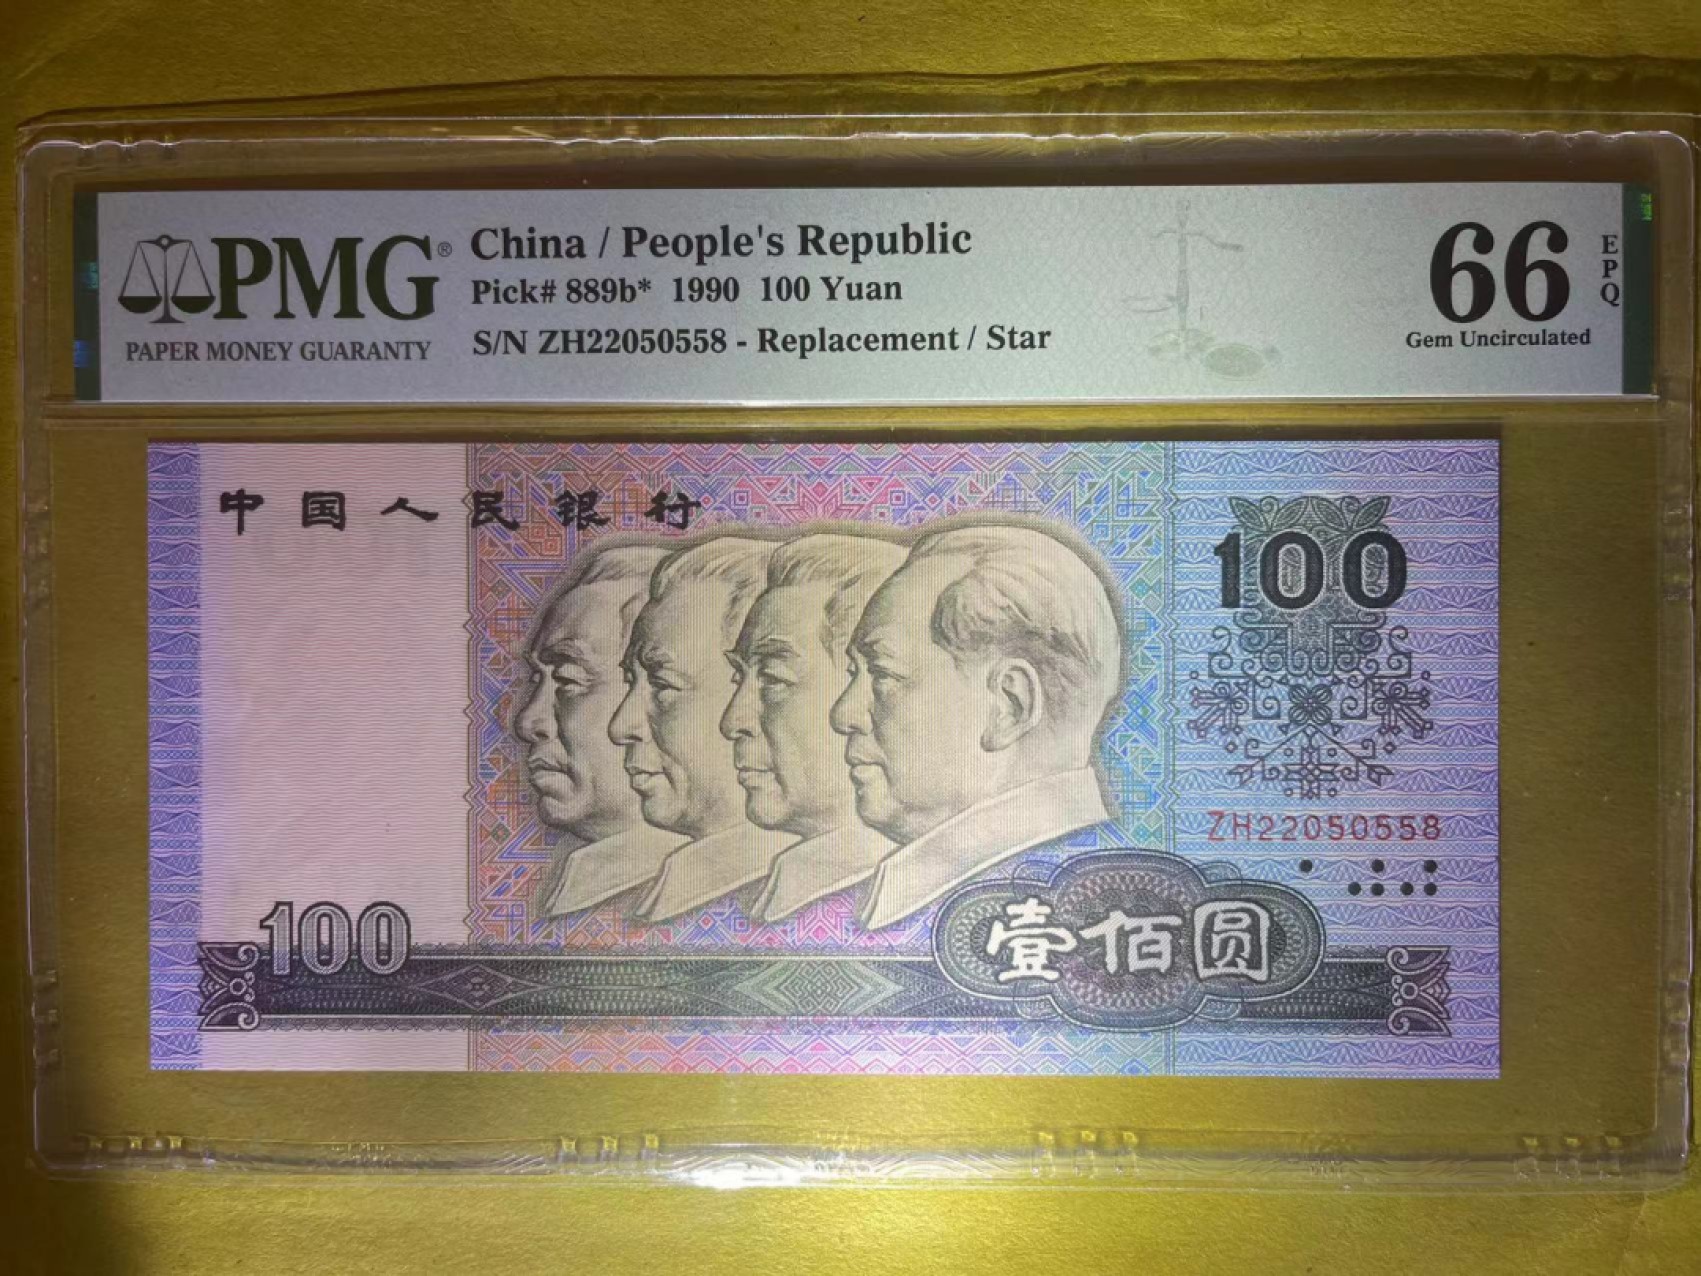 PMG®
PAPER MONEY GUARANTY
China / People's Republic
Pick# 889b* 1990 100 Yuan
S/N ZH22050558 - Replacement / Star
66
EPQ
Gem Uncirculated
中国人民银行
100
ZH22050558
100
壹佰圆